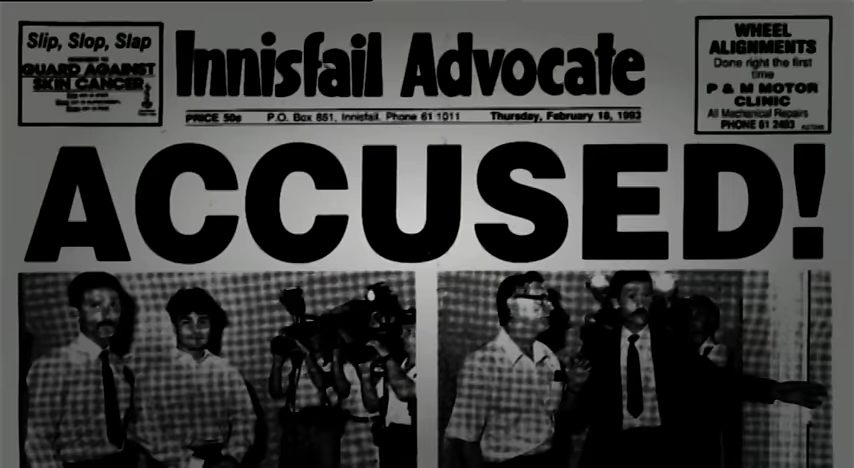 Slip, Slop, Slap
GUARD AGAINST
SKIN CANCER
Innisfail Advocate
WHEEL
ALIGNMENTS
Done right the first
time
P & M MOTOR
CLINIC
All Mechanical Repairs
PHONE 61 2493
PRICE 50¢ P.O. Box 851, Innisfail. Phone 61 1011 Thursday, February 18, 1993
ACCUSED!